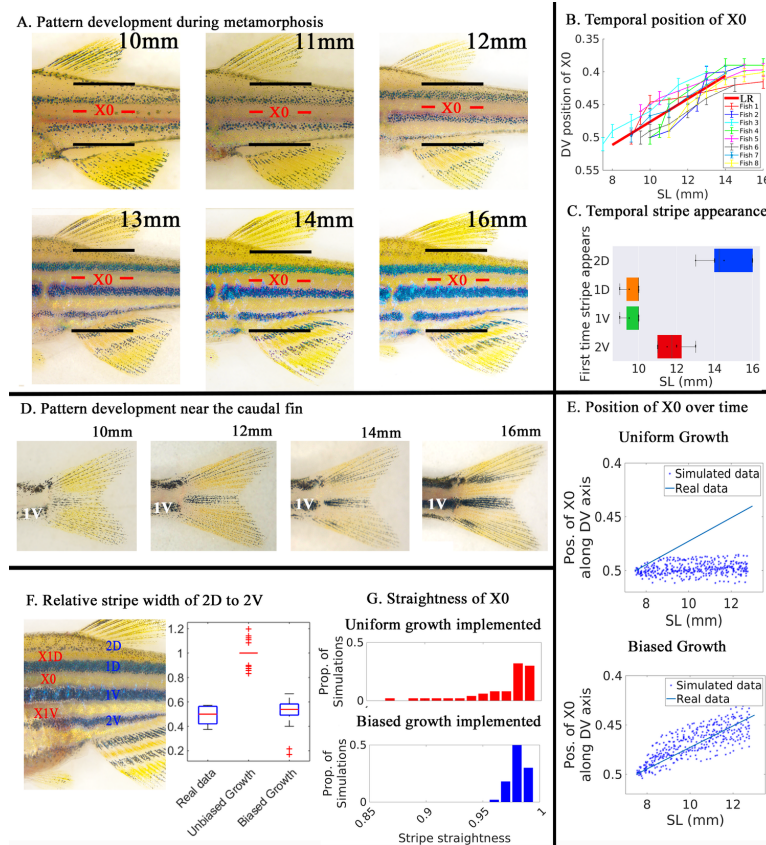 A. Pattern development during metamorphosis
10mm
11mm
12mm
X0
X0
X0
13mm
14mm
16mm
X0
X0
X0
B. Temporal position of X0
DV position of X0
0.35
0.4
0.45
0.5
0.55
8
10
12
14
16
SL (mm)
LR
Fish 1
Fish 2
Fish 3
Fish 4
Fish 5
Fish 6
Fish 7
Fish 8
C. Temporal stripe appearance
First time stripe appears
2D
1D
1V
2V
10
12
14
16
SL (mm)
D. Pattern development near the caudal fin
10mm
12mm
14mm
16mm
1V
1V
1V
1V
E. Position of X0 over time
Uniform Growth
Pos. of X0
along DV axis
0.4
0.45
0.5
Simulated data
Real data
8
10
12
SL (mm)
Biased Growth
Pos. of X0
along DV axis
0.4
0.45
0.5
Simulated data
Real data
8
10
12
SL (mm)
F. Relative stripe width of 2D to 2V
2D
X1D
1D
X0
1V
X1V
2V
1.2
1
0.8
0.6
0.4
0.2
Real data
Unbiased Growth
Biased Growth
G. Straightness of X0
Uniform growth implemented
Prop. of
Simulations
0.5
0
Biased growth implemented
Prop. of
Simulations
0.5
0
0.85
0.9
0.95
1
Stripe straightness